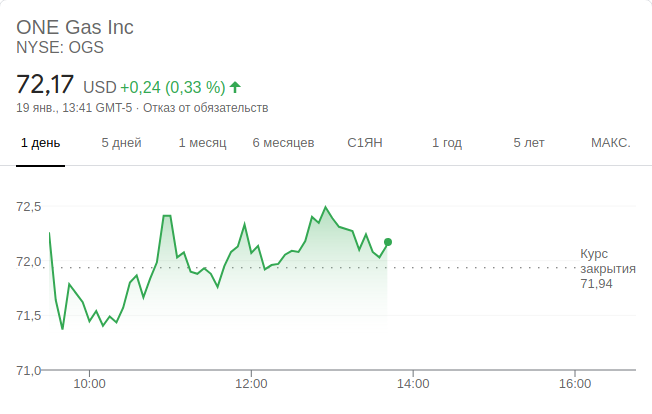 ONE Gas Inc
NYSE: OGS
72,17 USD +0,24 (0,33 %)
19 янв., 13:41 GMT-5 · Отказ от обязательств
1 день 5 дней 1 месяц 6 месяцев С1ЯН 1 год 5 лет МАКС.
72,5
72,0
71,5
71,0
Курс
закрытия
71,94
10:00 12:00 14:00 16:00